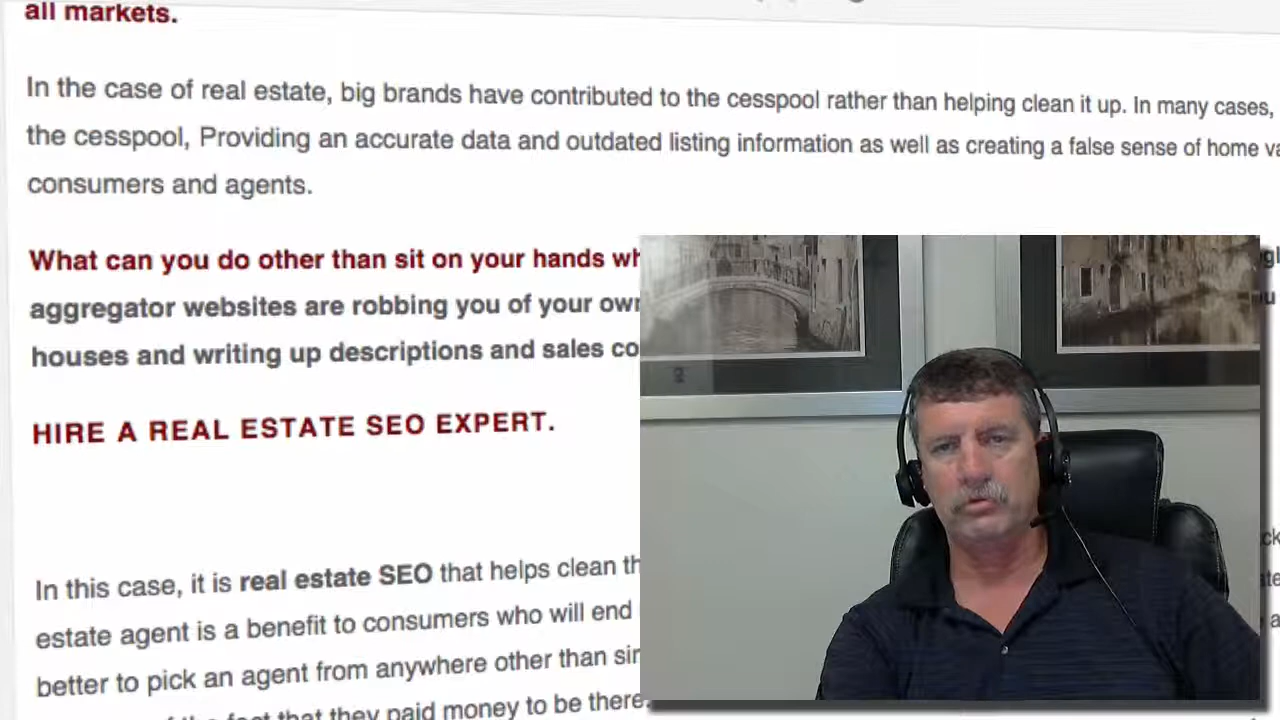 all markets.
In the case of real estate, big brands have contributed to the cesspool rather than helping clean it up. In many cases,
the cesspool, Providing an accurate data and outdated listing information as well as creating a false sense of home
consumers and agents.
What can you do other than sit on your hands
aggregator websites are robbing you of your
houses and writing up descriptions and sales
HIRE A REAL ESTATE SEO EXPERT.
In this case, it is real estate SEO that helps clean
estate agent is a benefit to consumers who will end
better to pick an agent from anywhere other than
fact that they paid money to be there.